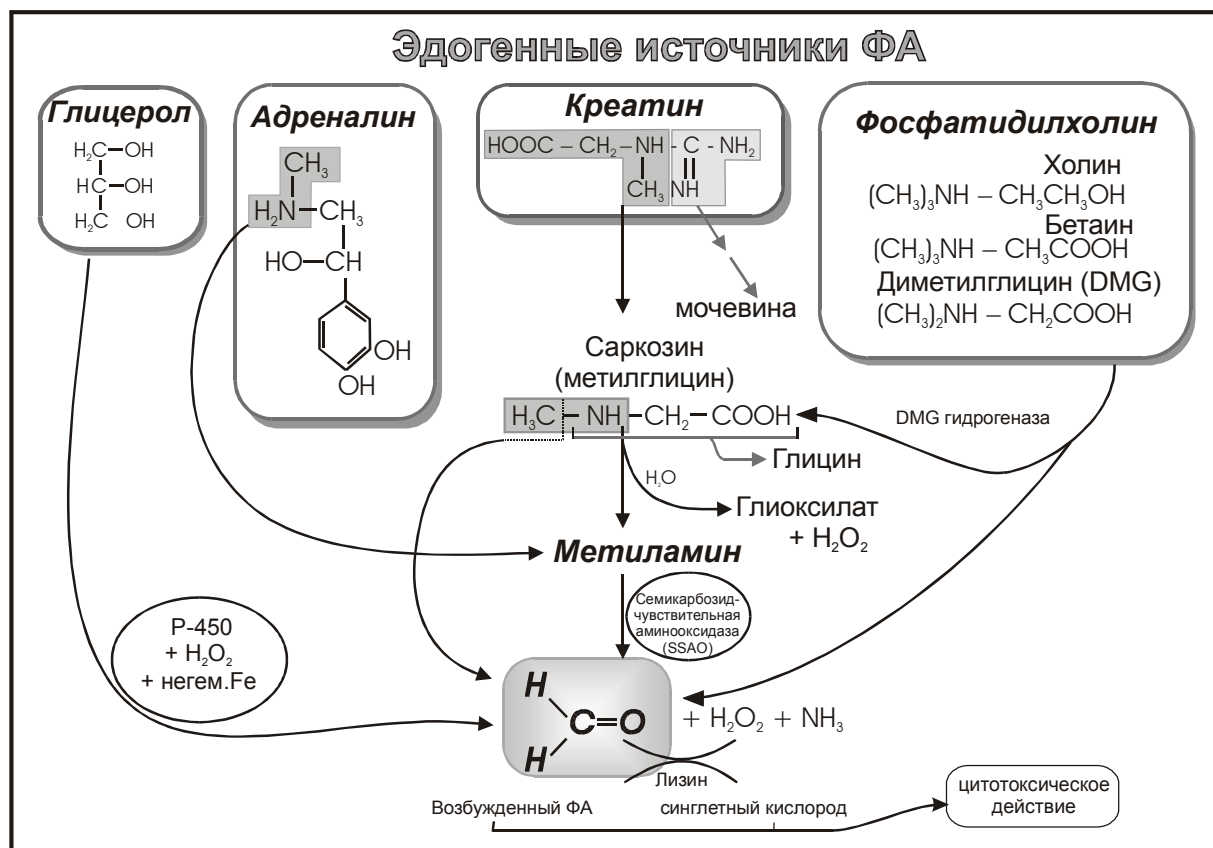 Эдогенные источники ФА
Глицерол
H₂C—OH
HC—OH
H₂C OH
Адреналин
CH₃
H₂N—CH₃
HO—CH
OH
OH
Креатин
HOOC – CH₂ – NH - C - NH₂
CH₃ NH
мочевина
Фосфатидилхолин
Холин
(CH₃)₃NH – CH₃CH₂OH
Бетаин
(CH₃)₃NH – CH₃COOH
Диметилглицин (DMG)
(CH₃)₂NH – CH₂COOH
Саркозин
(метилглицин)
H₃C – NH – CH₂ – COOH
DMG гидрогеназа
Глицин
H₂O
Глиоксилат
+ H₂O₂
Метиламин
Семикарбозид-
чувствительная
аминооксидаза
(SSAO)
P-450
+ H₂O₂
+ негем.Fe
H
C=O
H
+ H₂O₂ + NH₃
Лизин
Возбужденный ФА
синглетный кислород
цитотоксическое
действие